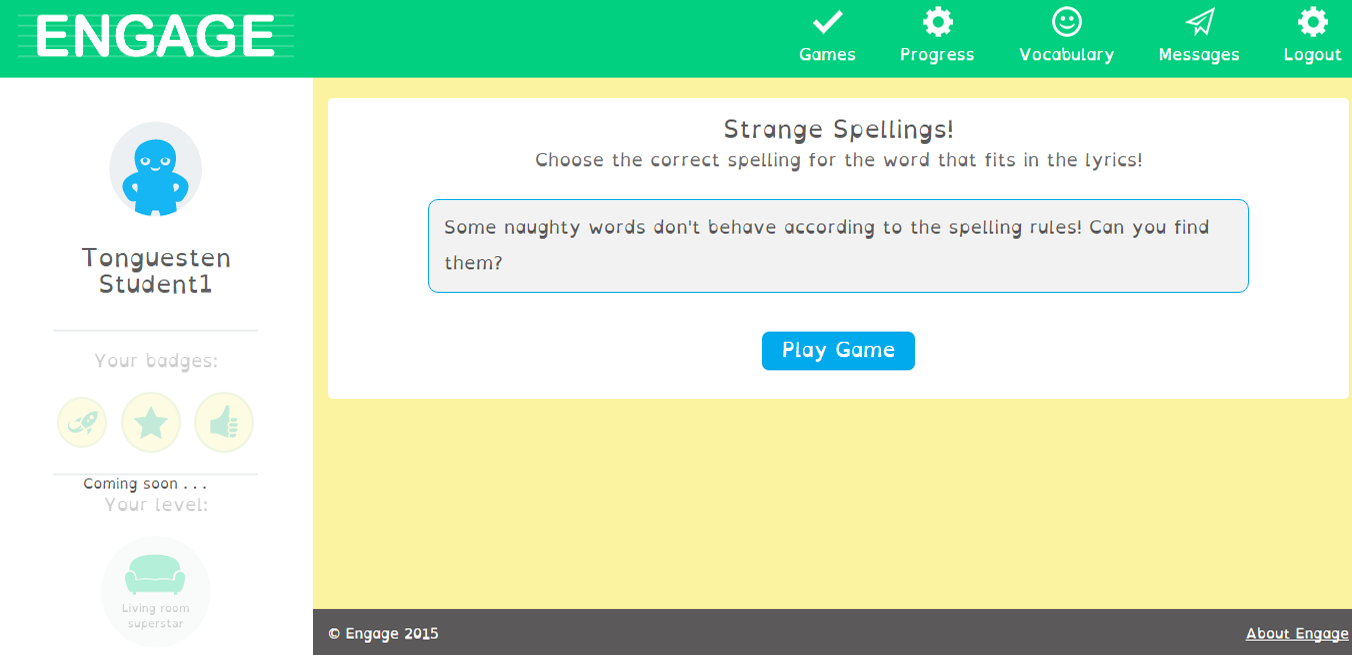 ENGAGE
Games
Progress
Vocabulary
Messages
Logout
Tonguesten
Student1
Your badges:
Coming soon . . .
Your level:
Living room
superstar
Strange Spellings!
Choose the correct spelling for the word that fits in the lyrics!
Some naughty words don't behave according to the spelling rules! Can you find
them?
Play Game
© Engage 2015
About Engage